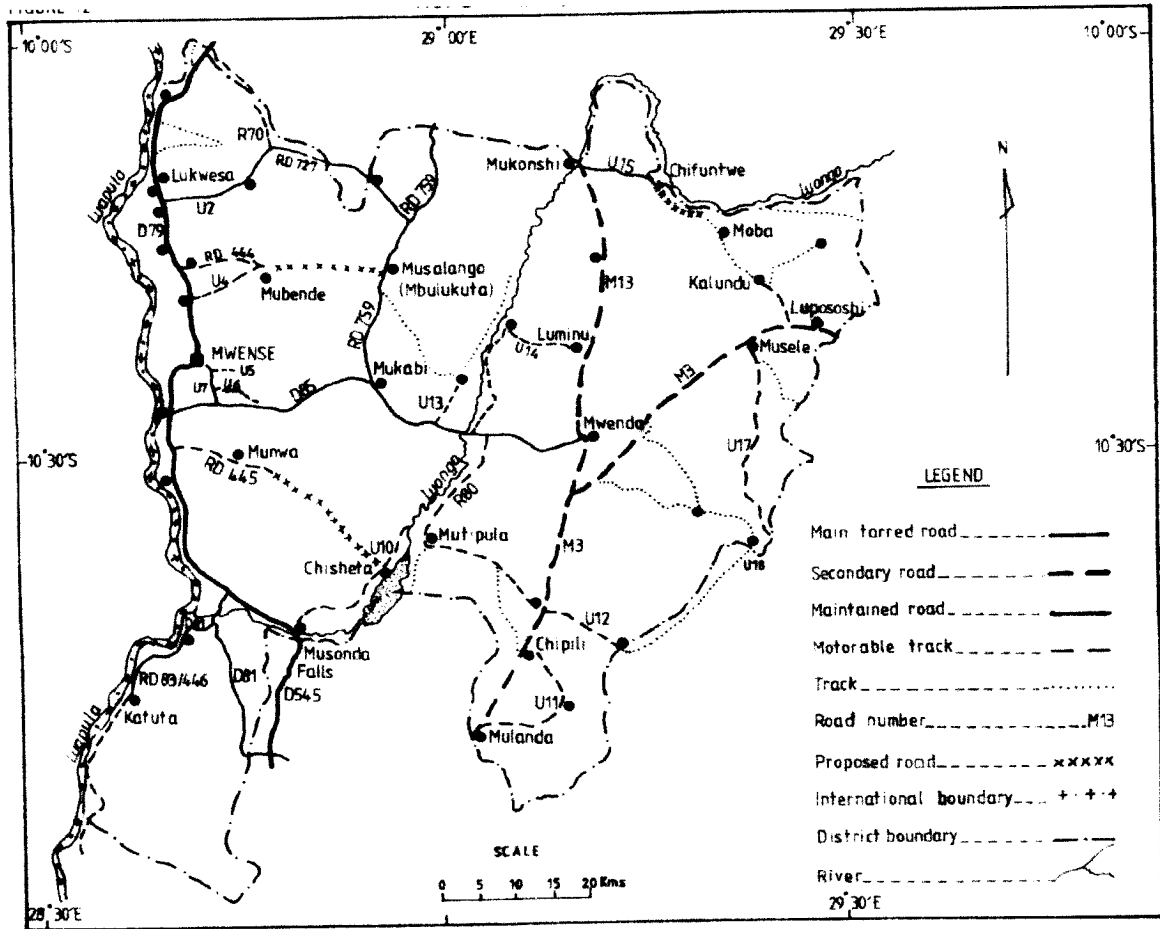 10°00'S
29°00'E
29°30'E
10°00'S
R70
RD 727
Lukwesa
U2
Luapula
D79
RD 444
U4
Mubende
RD 759
Musalango
(Mbulukuta)
RD 759
Mukonshi
U15
Chifuntwe
Luongo
N
Moba
M13
Kalundu
Lupososhi
Musele
Luminu
U14
MWENSE
U5
U7
U6
D85
Mukabi
U13
M3
Mwenda
U17
10°30'S
10°30'S
Munwa
RD 445
Luongo
R80
U10
Chisheta
Mutipula
M3
U18
U12
Musonda
Falls
Chipili
RD 83/446
D81
D545
Katuta
U11
Mulanda
Luapula
LEGEND
Main tarred road
Secondary road
Maintained road
Motorable track
Track
Road number M13
Proposed road xxxxx
International boundary + · + · +
District boundary
River
SCALE
0 5 10 15 20 Kms
28°30'E
29°30'E